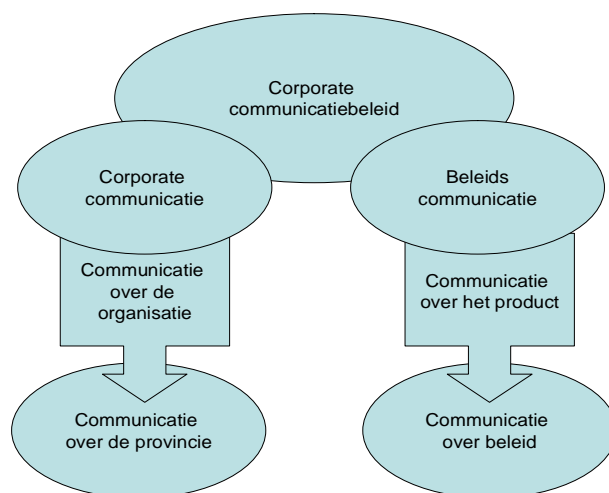 Corporate
communicatiebeleid
Corporate
communicatie
Beleids
communicatie
Communicatie
over de
organisatie
Communicatie
over het product
Communicatie
over de provincie
Communicatie
over beleid